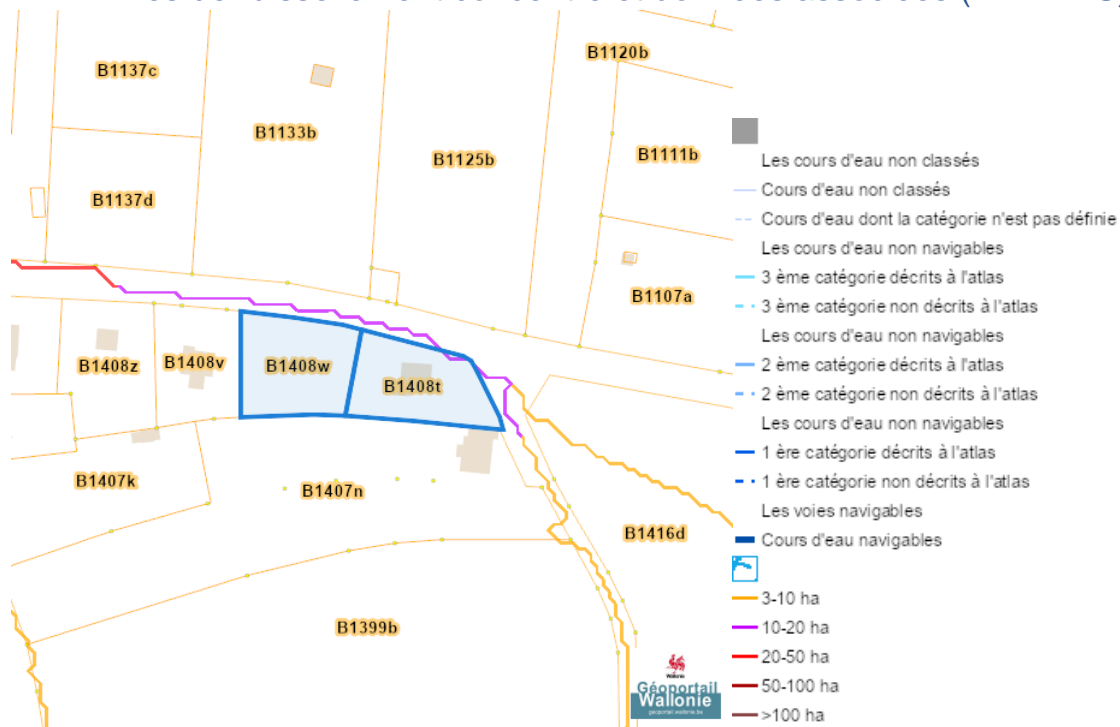 B1137c
B1120b
B1133b
B1125b
B1111b
B1137d
B1107a
B1408z
B1408v
B1408w
B1408t
B1407k
B1407n
B1416d
B1399b
Wallonie
Géoportail
Wallonie
geoportail.wallonie.be
Les cours d'eau non classés
Cours d'eau non classés
Cours d'eau dont la catégorie n'est pas définie
Les cours d'eau non navigables
3 ème catégorie décrits à l'atlas
3 ème catégorie non décrits à l'atlas
Les cours d'eau non navigables
2 ème catégorie décrits à l'atlas
2 ème catégorie non décrits à l'atlas
Les cours d'eau non navigables
1 ère catégorie décrits à l'atlas
1 ère catégorie non décrits à l'atlas
Les voies navigables
Cours d'eau navigables
3-10 ha
10-20 ha
20-50 ha
50-100 ha
>100 ha